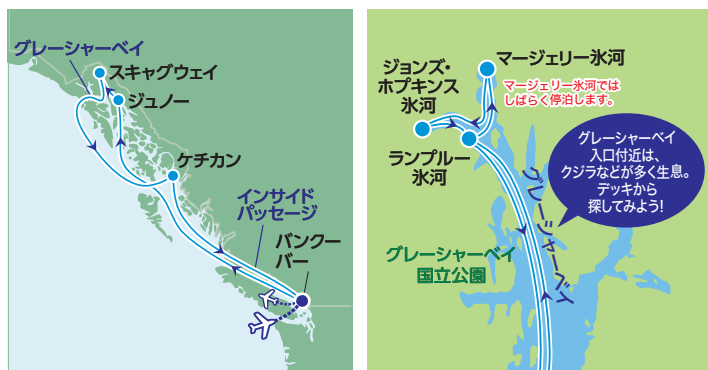 グレーシャーベイ
スキャグウェイ
ジュノー
ケチカン
インサイド
パッセージ
バンクー
バー
マージェリー氷河
ジョンズ・
ホプキンス
氷河
マージェリー氷河では
しばらく停泊します。
ランプルー
氷河
グレーシャーベイ
入口付近は、
クジラなどが多く生息。
デッキから
探してみよう!
グレーシャーベイ
グレーシャーベイ
国立公園